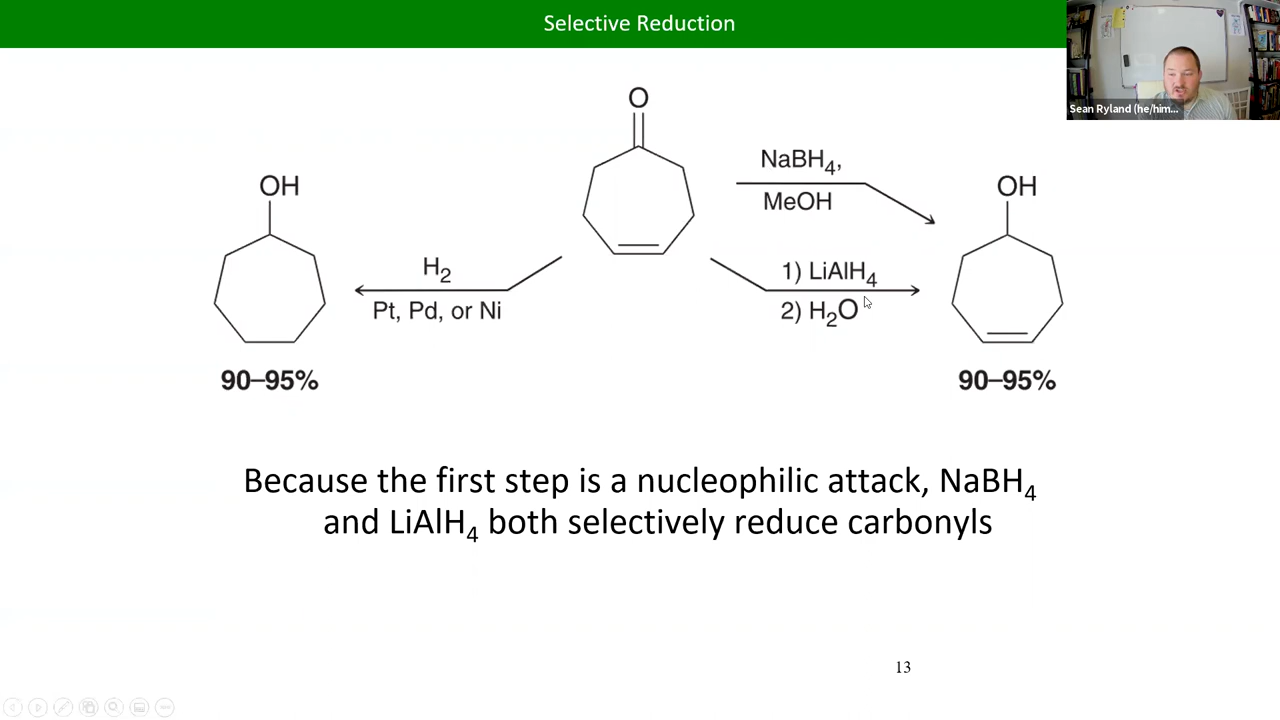 Selective Reduction
Sean Ryland (he/him...
O
NaBH₄,
MeOH
OH
OH
H₂
Pt, Pd, or Ni
1) LiAlH₄
2) H₂O
90–95%
90–95%
Because the first step is a nucleophilic attack, NaBH₄
and LiAlH₄ both selectively reduce carbonyls
13